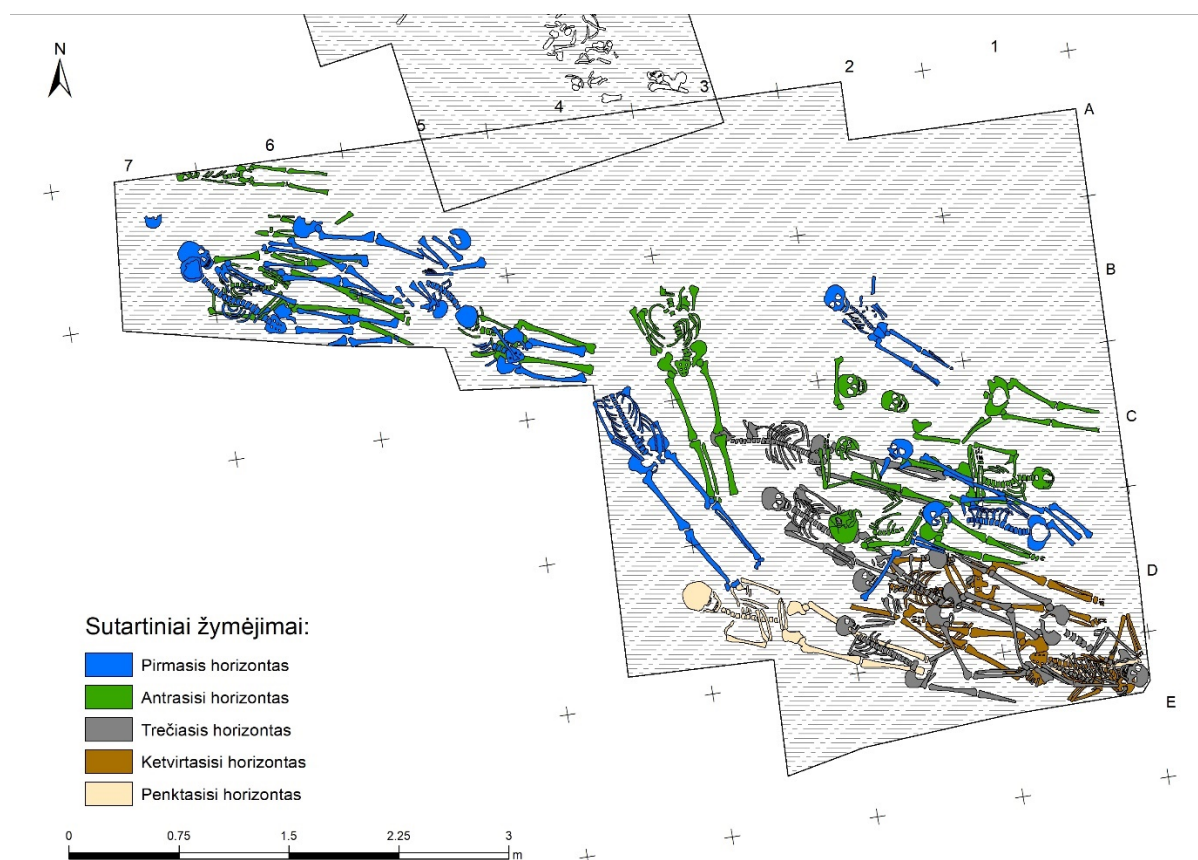 N
1
2
3
4
5
6
7
A
B
C
D
E
Sutartiniai žymėjimai:
Pirmasis horizontas
Antrasisi horizontas
Trečiasis horizontas
Ketvirtasisi horizontas
Penktasisi horizontas
0 0.75 1.5 2.25 3
m